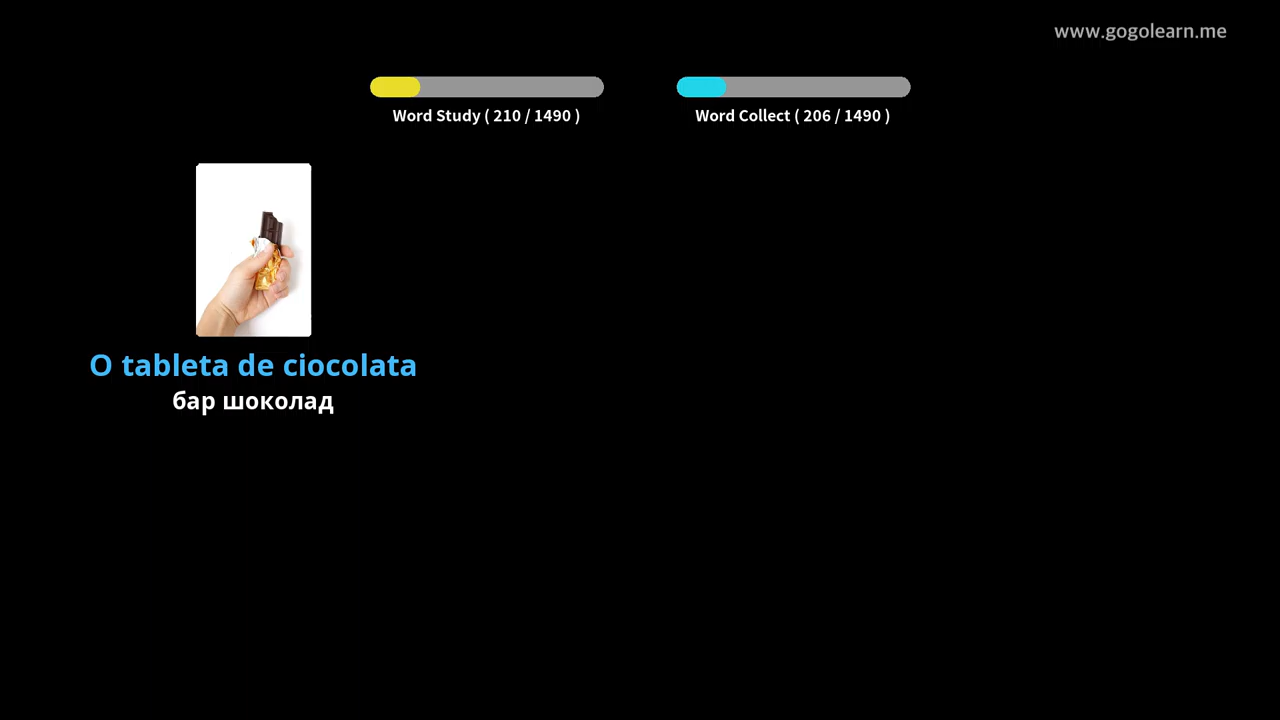 www.gogolearn.me
Word Study ( 210 / 1490 )
Word Collect ( 206 / 1490 )
O tableta de ciocolata
бар шоколад